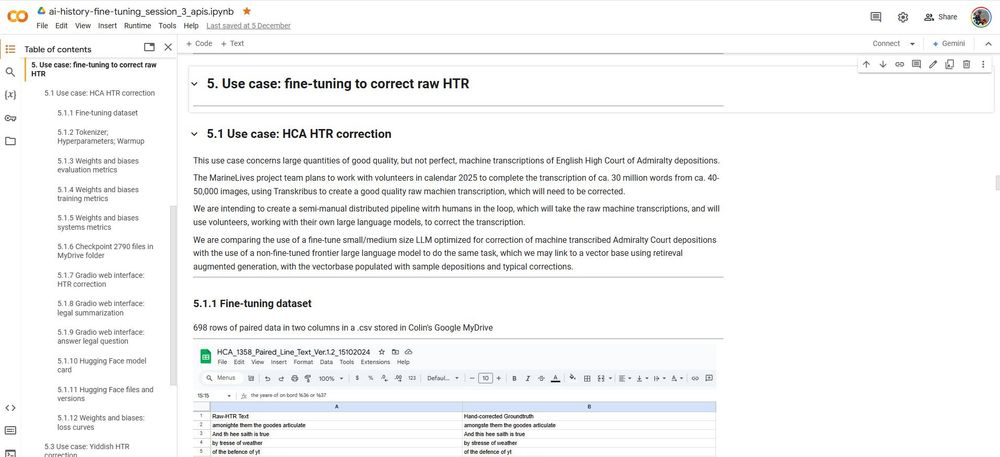 ai-history-fine-tuning_session_3_apis.ipynb
File Edit View Insert Runtime Tools Help Last saved at 5 December
Share
Table of contents
+ Code + Text
Connect
Gemini
5. Use case: fine-tuning to correct raw
HTR
5.1 Use case: HCA HTR correction
5.1.1 Fine-tuning dataset
5.1.2 Tokenizer;
Hyperparameters; Warmup
5.1.3 Weights and biases
evaluation metrics
5.1.4 Weights and biases
training metrics
5.1.5 Weights and biases
systems metrics
5.1.6 Checkpoint 2790 files in
MyDrive folder
5.1.7 Gradio web interface:
HTR correction
5.1.8 Gradio web interface:
legal summarization
5.1.9 Gradio web interface:
answer legal question
5.1.10 Hugging Face model
card
5.1.11 Hugging Face files and
versions
5.1.12 Weights and biases:
loss curves
5.3 Use case: Yiddish HTR
correction
5. Use case: fine-tuning to correct raw HTR
5.1 Use case: HCA HTR correction
This use case concerns large quantities of good quality, but not perfect, machine transcriptions of English High Court of Admiralty depositions.
The MarineLives project team plans to work with volunteers in calendar 2025 to complete the transcription of ca. 30 million words from ca. 40-
50,000 images, using Transkribus to create a good quality raw machien transcription, which will need to be corrected.
We are intending to create a semi-manual distributed pipeline witrh humans in the loop, which will take the raw machine transcriptions, and will
use volunteers, working with their own large language models, to correct the transcription.
We are comparing the use of a fine-tune small/medium size LLM optimized for correction of machine transcribed Admiralty Court depositions
with the use of a non-fine-tuned frontier large language model to do the same task, which we may link to a vector base using retireval
augmented generation, with the vectorbase populated with sample depositions and typical corrections.
5.1.1 Fine-tuning dataset
698 rows of paired data in two columns in a .csv stored in Colin's Google MyDrive
HCA_1358_Paired_Line_Text_Ver.1.2_15102024
File Edit View Insert Format Data Tools Extensions Help
Menus 100% $ % .0 .00 123 Defaul... 10 B I A
15:15 fx the yeare of on bord 1636 or 1637
A B
1 Raw-HTR Text Hand-corrected Groundtruth
2 amonighte them the goodes articulate amongste them the goodes articulate
3 And th hee saith is true And this hee saith is true
4 by tresse of weather by stresse of weather
5 of the befence of yt of the defence of yt